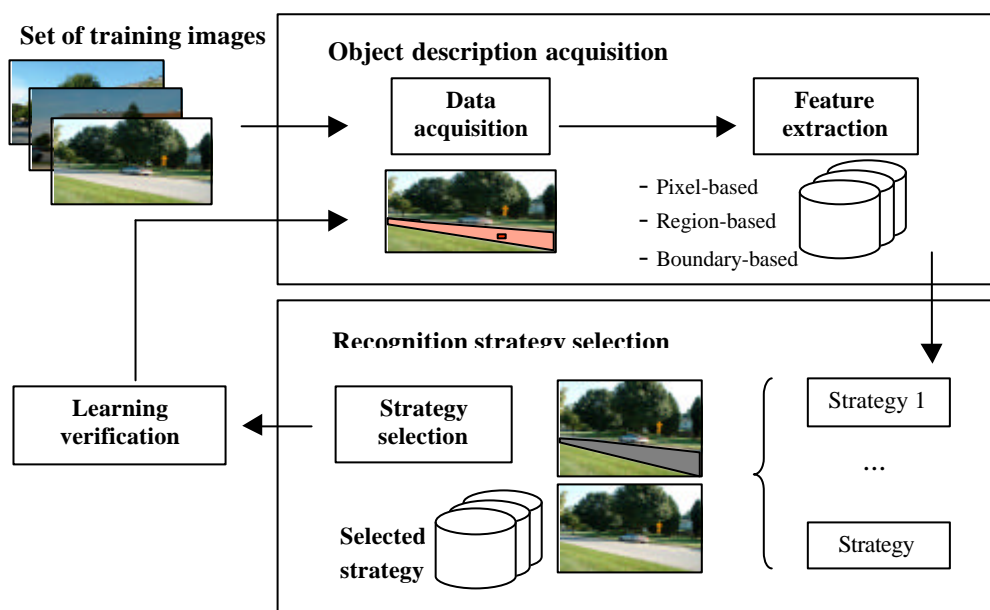 Set of training images
Object description acquisition
Data
acquisition
Feature
extraction
- Pixel-based
- Region-based
- Boundary-based
Recognition strategy selection
Learning
verification
Strategy
selection
Strategy 1
...
Strategy
Selected
strategy